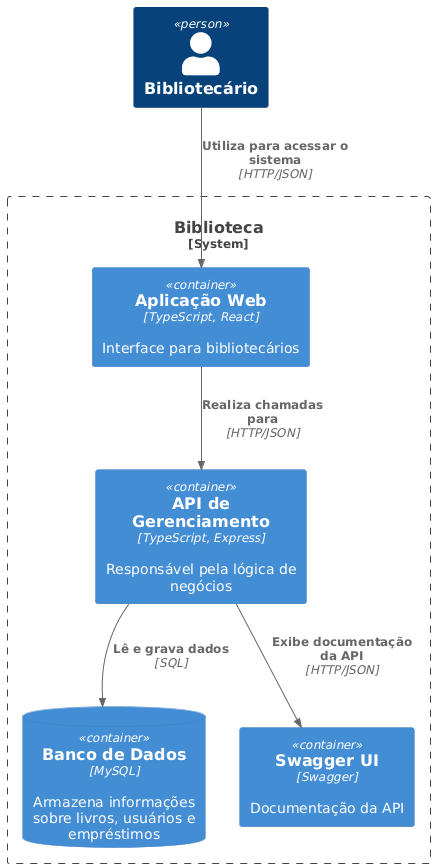 «person»
Bibliotecário
Utiliza para acessar o
sistema
[HTTP/JSON]
Biblioteca
[System]
«container»
Aplicação Web
[TypeScript, React]
Interface para bibliotecários
Realiza chamadas
para
[HTTP/JSON]
«container»
API de
Gerenciamento
[TypeScript, Express]
Responsável pela lógica de
negócios
Lê e grava dados
[SQL]
Exibe documentação
da API
[HTTP/JSON]
«container»
Banco de Dados
[MySQL]
Armazena informações
sobre livros, usuários e
empréstimos
«container»
Swagger UI
[Swagger]
Documentação da API